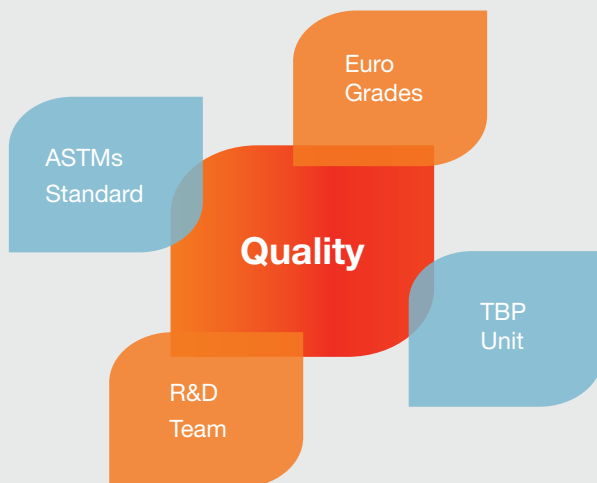 Euro
Grades
ASTMs
Standard
Quality
TBP
Unit
R&D
Team